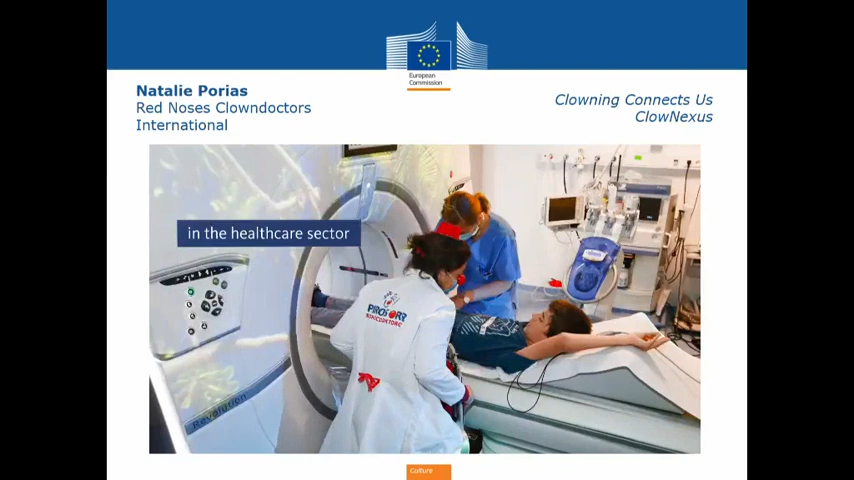 European
Commission
Natalie Porias
Red Noses Clowndoctors
International
Clowning Connects Us
ClowNexus
in the healthcare sector
PIROS ORR
Revolution
Culture